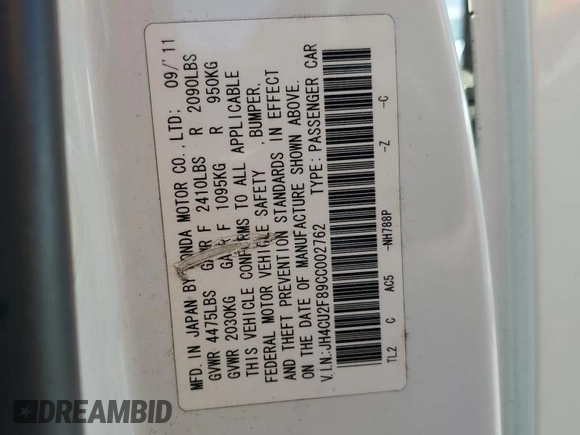 MFD. IN JAPAN BY HONDA MOTOR CO., LTD; 09/'11
GVWR 4475LBS GAWR F 2410LBS R 2090LBS
GVWR 2030KG GAWR F 1095KG R 950KG
THIS VEHICLE CONFORMS TO ALL APPLICABLE
FEDERAL MOTOR VEHICLE SAFETY ,BUMPER,
AND THEFT PREVENTION STANDARDS IN EFFECT
ON THE DATE OF MANUFACTURE SHOWN ABOVE.
V.I.N:JH4CU2F89CC002762 TYPE: PASSENGER CAR
TL2 C AC5 -NH788P -Z -C
DREAMBID